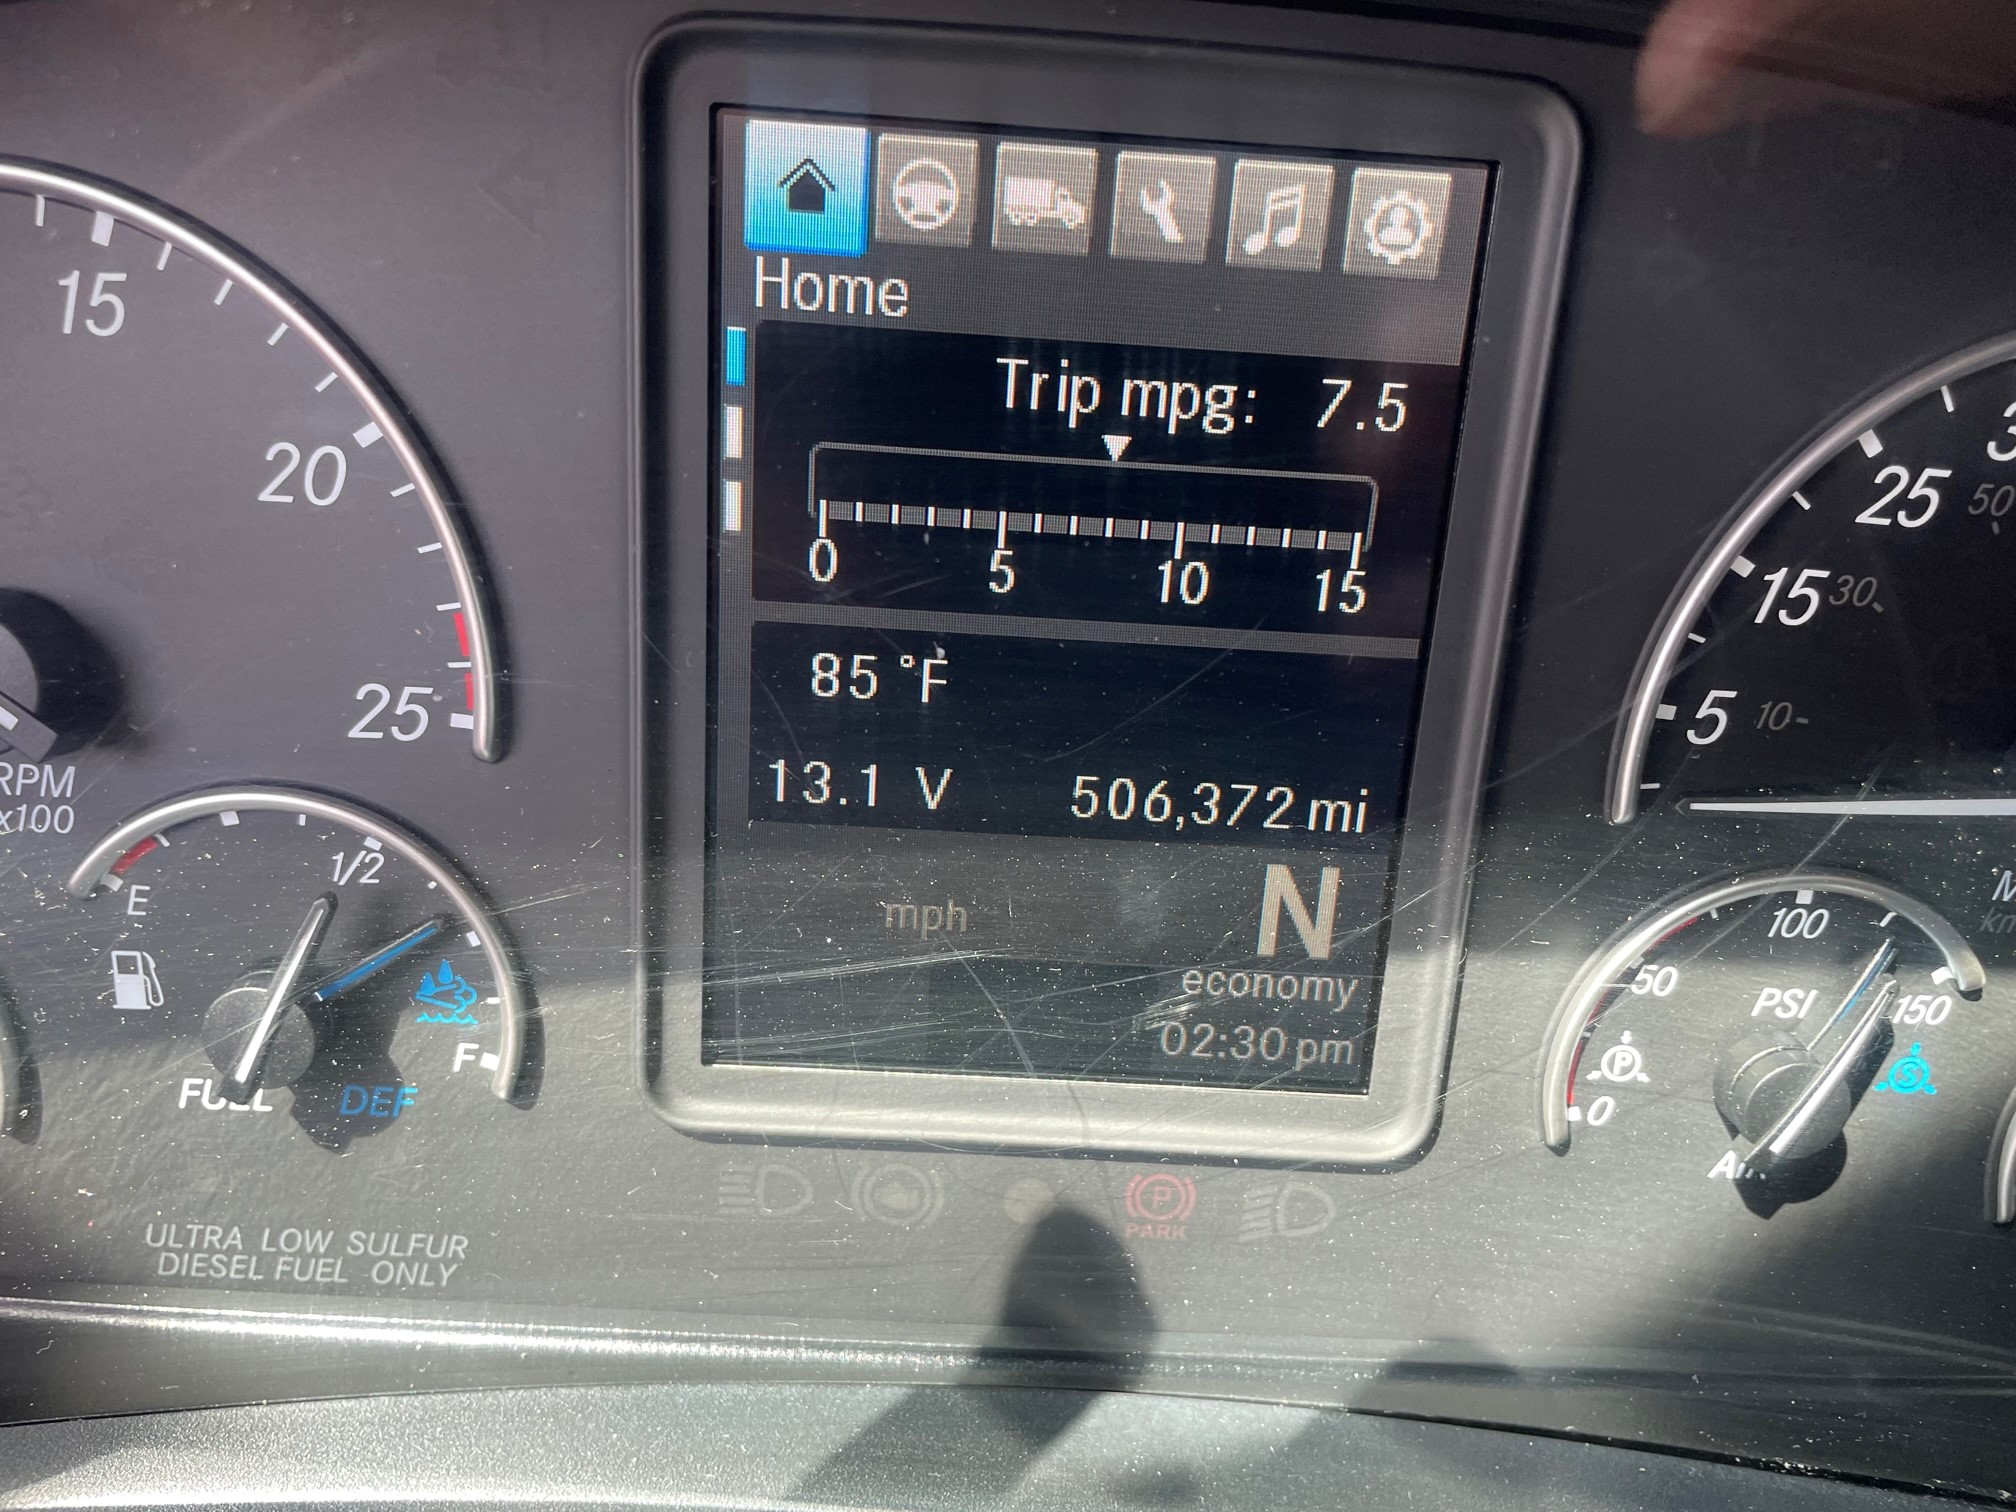 Home
Trip mpg: 7.5
0 5 10 15
85 °F
13.1 V 506,372 mi
mph N
economy
02:30 pm
15
20
25
RPM
x100
E 1/2 F
FUEL DEF
ULTRA LOW SULFUR
DIESEL FUEL ONLY
P
PARK
25 50
15 30
5 10
0 50 100 150
PSI
P
S